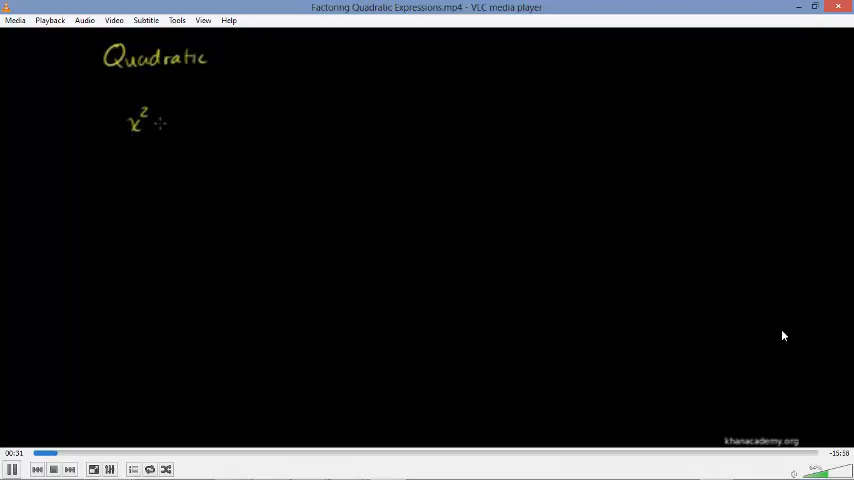 Factoring Quadratic Expressions.mp4 - VLC media player
Media Playback Audio Video Subtitle Tools View Help
Quadratic
x² +
khanacademy.org
00:31 -15:58
64%